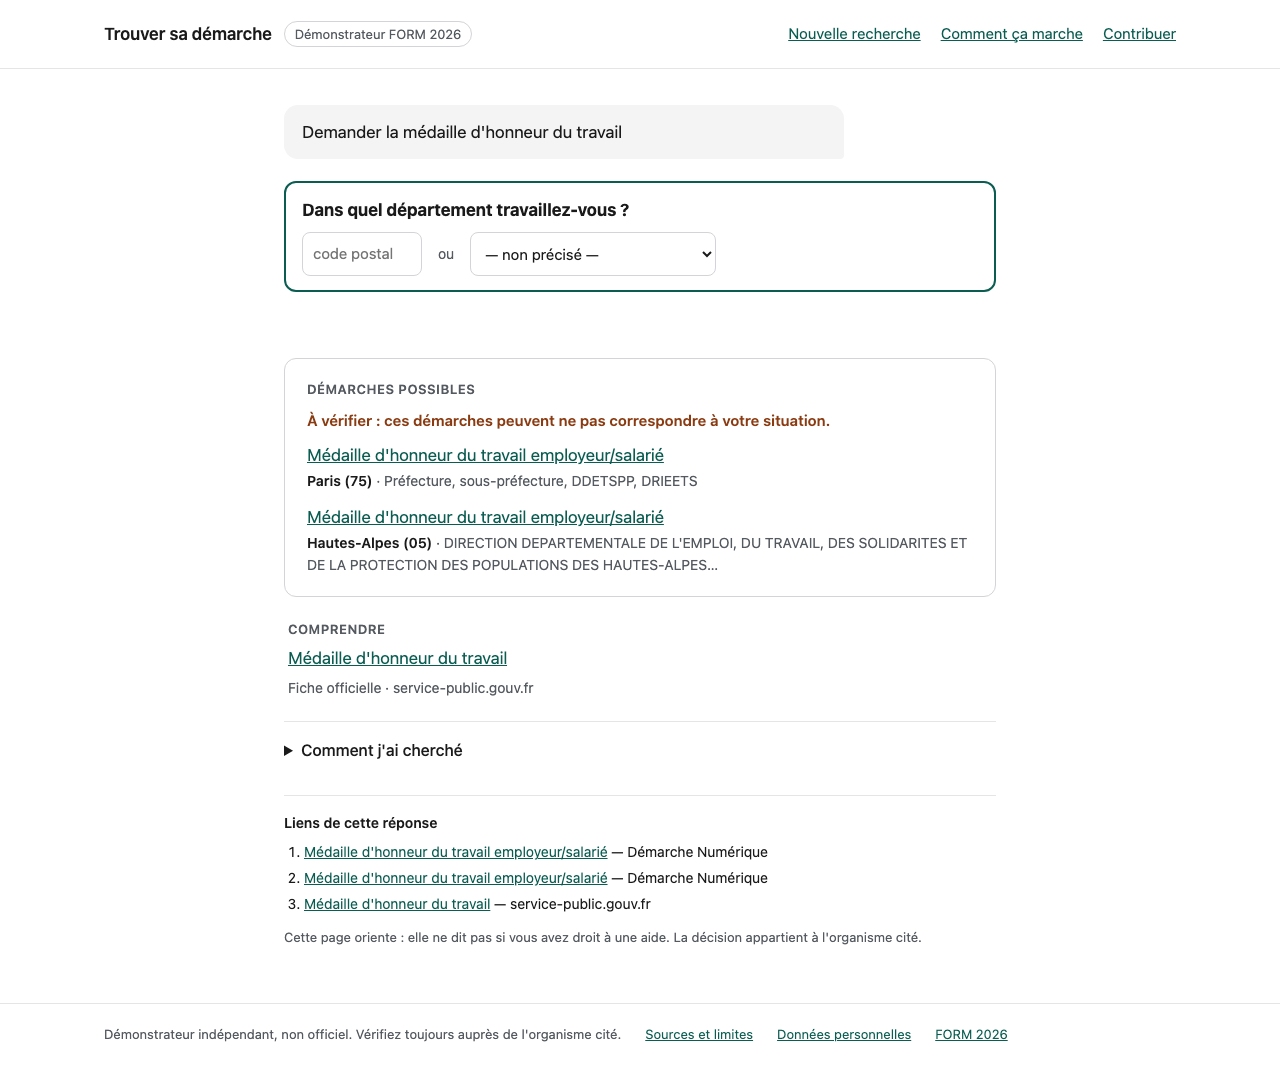 Trouver sa démarche
Démonstrateur FORM 2026
Nouvelle recherche
Comment ça marche
Contribuer
Demander la médaille d'honneur du travail
Dans quel département travaillez-vous ?
code postal
ou
— non précisé —
DÉMARCHES POSSIBLES
À vérifier : ces démarches peuvent ne pas correspondre à votre situation.
Médaille d'honneur du travail employeur/salarié
Paris (75) · Préfecture, sous-préfecture, DDETSPP, DRIEETS
Médaille d'honneur du travail employeur/salarié
Hautes-Alpes (05) · DIRECTION DEPARTEMENTALE DE L'EMPLOI, DU TRAVAIL, DES SOLIDARITES ET
DE LA PROTECTION DES POPULATIONS DES HAUTES-ALPES…
COMPRENDRE
Médaille d'honneur du travail
Fiche officielle · service-public.gouv.fr
Comment j'ai cherché
Liens de cette réponse
1. Médaille d'honneur du travail employeur/salarié — Démarche Numérique
2. Médaille d'honneur du travail employeur/salarié — Démarche Numérique
3. Médaille d'honneur du travail — service-public.gouv.fr
Cette page oriente : elle ne dit pas si vous avez droit à une aide. La décision appartient à l'organisme cité.
Démonstrateur indépendant, non officiel. Vérifiez toujours auprès de l'organisme cité.
Sources et limites
Données personnelles
FORM 2026